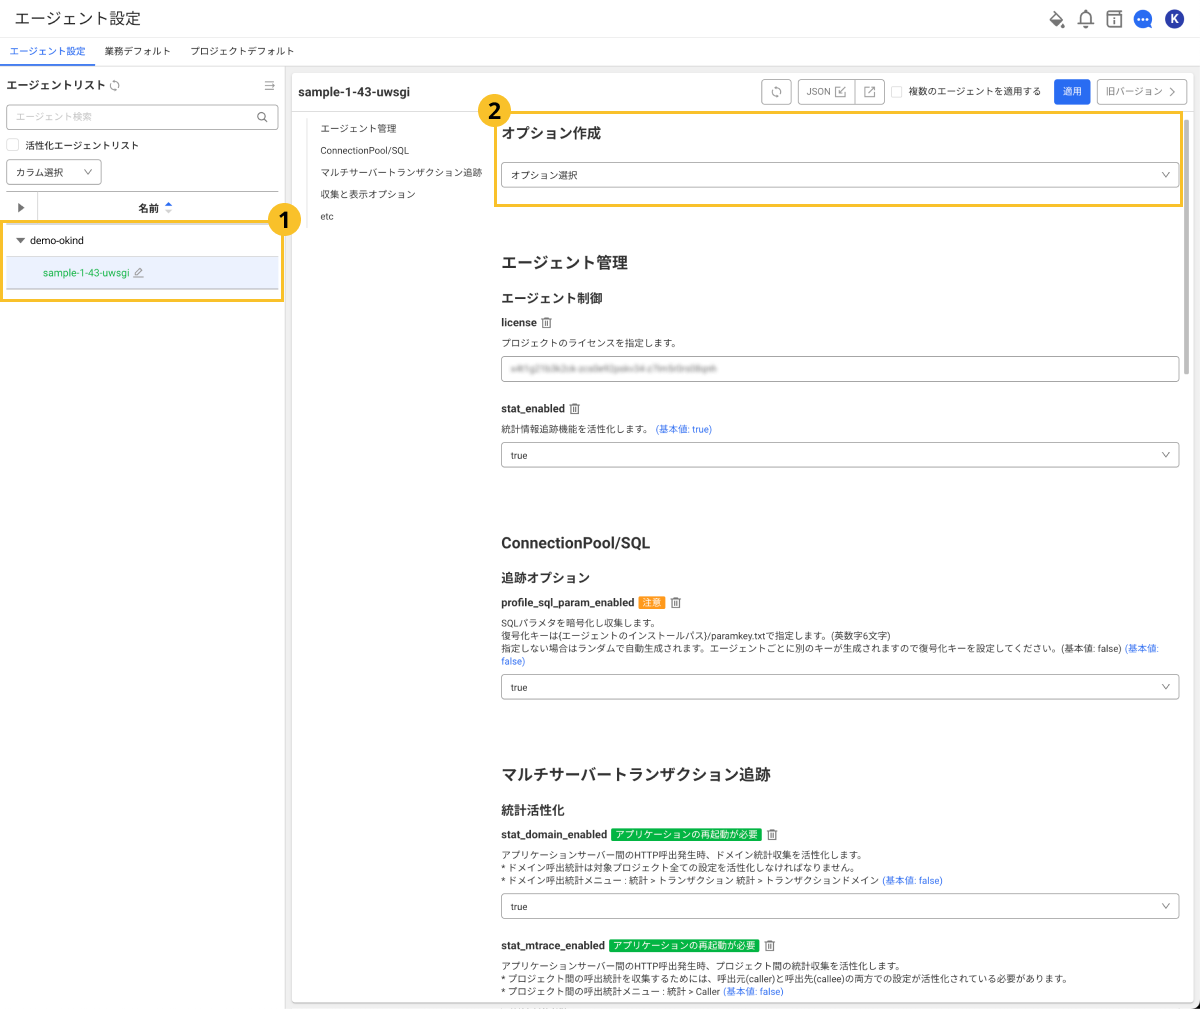 エージェント設定
K
エージェント設定 業務デフォルト プロジェクトデフォルト
エージェントリスト
エージェント検索
活性化エージェントリスト
カラム選択
名前
1
demo-okind
sample-1-43-uwsgi
sample-1-43-uwsgi
JSON
複数のエージェントを適用する
適用
旧バージョン
エージェント管理
ConnectionPool/SQL
マルチサーバートランザクション追跡
収集と表示オプション
etc
2
オプション作成
オプション選択
エージェント管理
エージェント制御
license
プロジェクトのライセンスを指定します。
stat_enabled
統計情報追跡機能を活性化します。 (基本値: true)
true
ConnectionPool/SQL
追跡オプション
profile_sql_param_enabled 注意
SQLパラメタを暗号化し収集します。
復号化キーは{エージェントのインストールパス}/paramkey.txtで指定します。(英数字6文字)
指定しない場合はランダムで自動生成されます。エージェントごとに別のキーが生成されますので復号化キーを設定してください。(基本値: false) (基本値:
false)
true
マルチサーバートランザクション追跡
統計活性化
stat_domain_enabled アプリケーションの再起動が必要
アプリケーションサーバー間のHTTP呼出発生時、ドメイン統計収集を活性化します。
* ドメイン呼出統計は対象プロジェクト全ての設定を活性化しなければなりません。
* ドメイン呼出統計メニュー : 統計 > トランザクション 統計 > トランザクションドメイン (基本値: false)
true
stat_mtrace_enabled アプリケーションの再起動が必要
アプリケーションサーバー間のHTTP呼出発生時、プロジェクト間の統計収集を活性化します。
* プロジェクト間の呼出統計を収集するためには、呼出元(caller)と呼出先(callee)の両方での設定が活性化されている必要があります。
* プロジェクト間の呼出統計メニュー : 統計 > Caller (基本値: false)